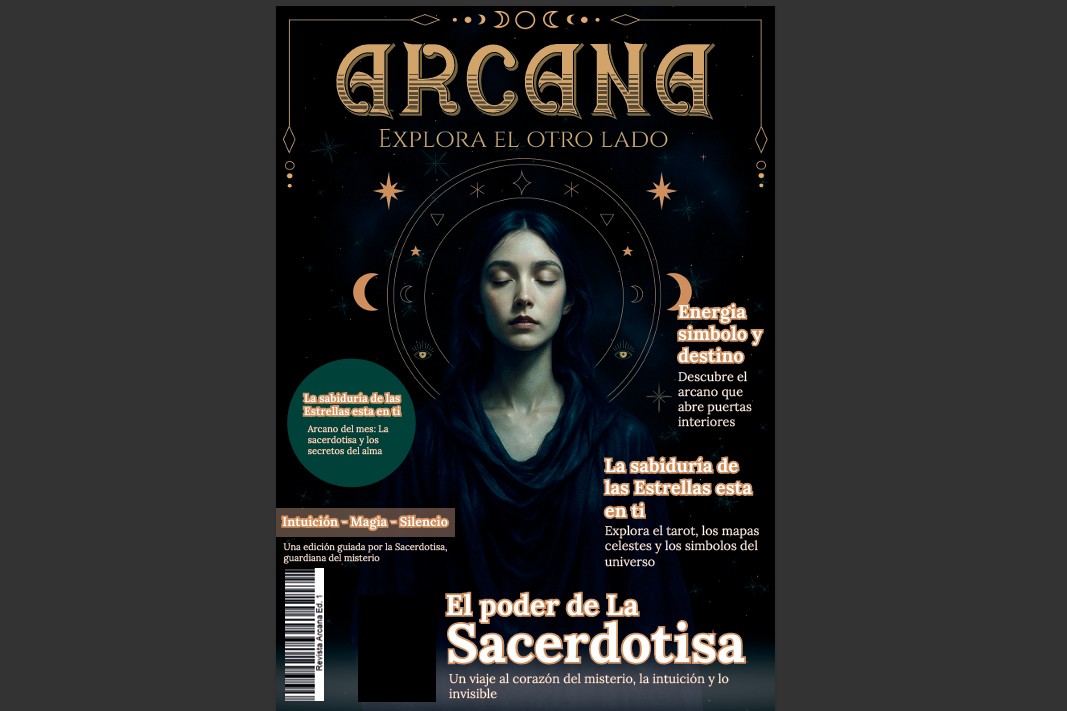 ARCANA
EXPLORA EL OTRO LADO
Energia
simbolo y
destino
Descubre el
arcano que
abre puertas
interiores
La sabiduría de las
Estrellas esta en ti
Arcano del mes: La
sacerdotisa y los
secretos del alma
La sabiduría de
las Estrellas esta
en ti
Explora el tarot, los mapas
celestes y los simbolos del
universo
Intuición - Magia - Silencio
Una edición guiada por la Sacerdotisa,
guardiana del misterio
Revista Arcana Ed. 1
El poder de La
Sacerdotisa
Un viaje al corazón del misterio, la intuición y lo
invisible